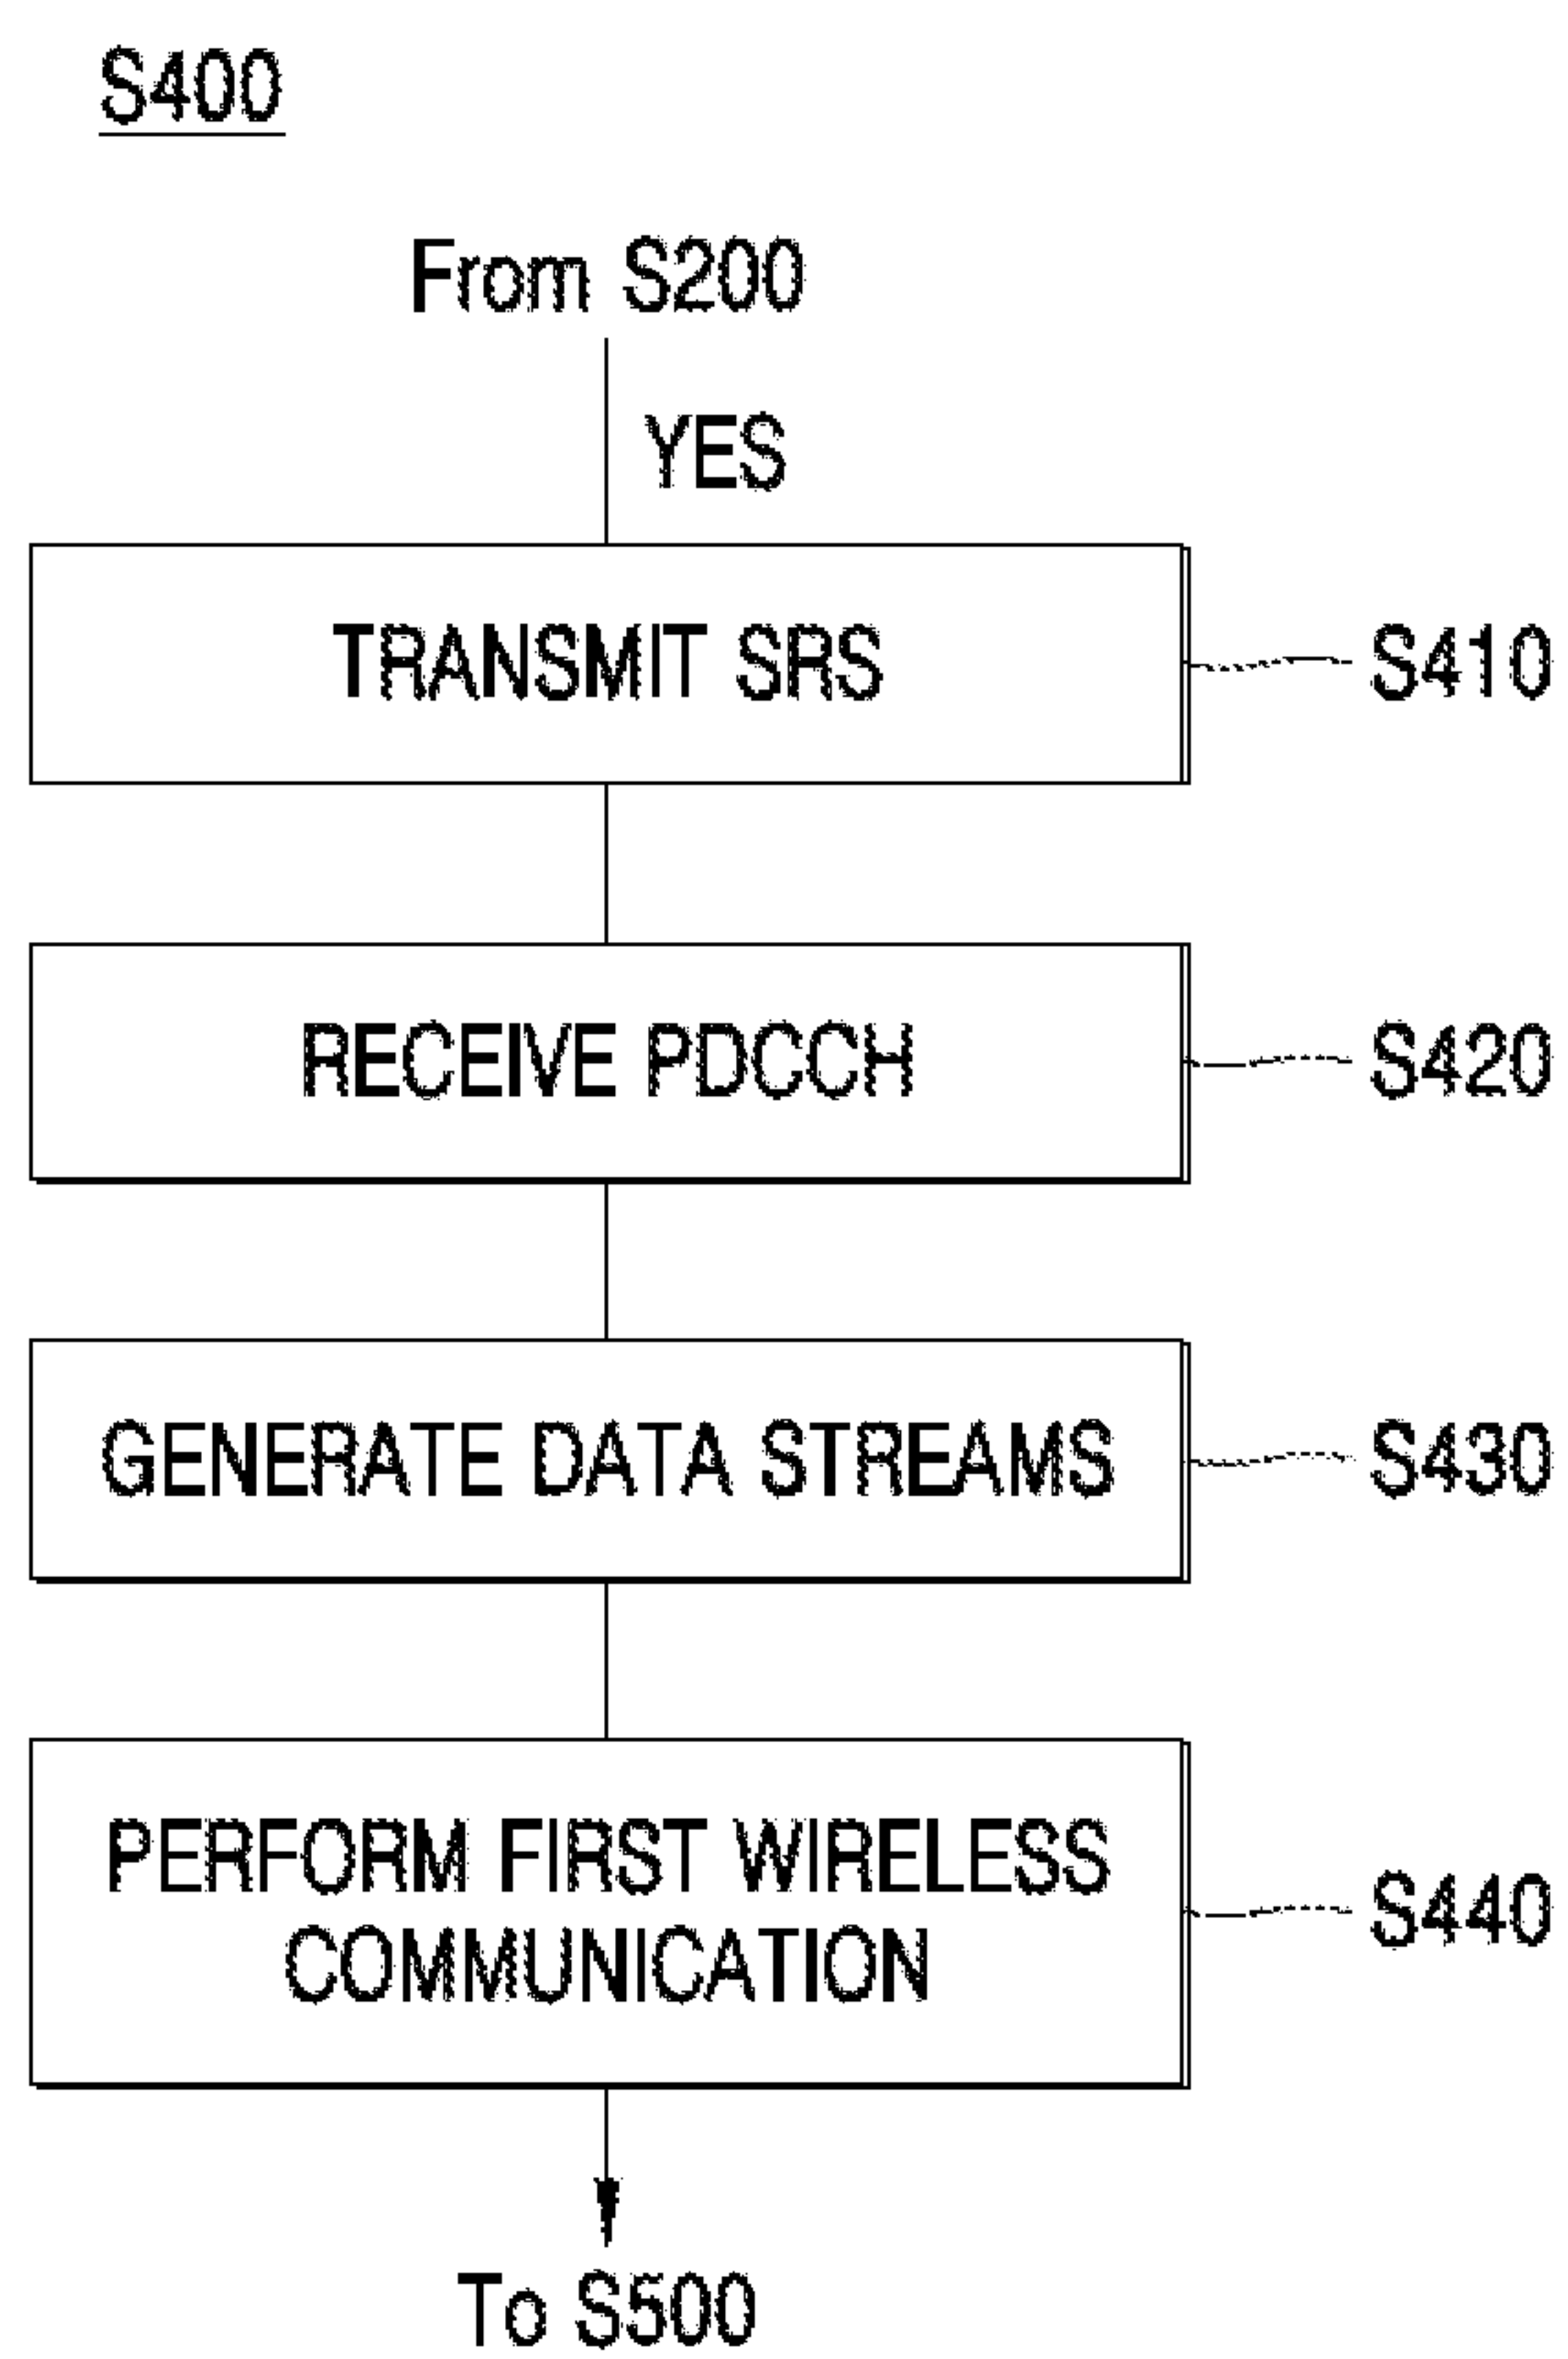 S400
From S200
YES
TRANSMIT SRS
S410
RECEIVE PDCCH
S420
GENERATE DATA STREAMS
S430
PERFORM FIRST WIRELESS
COMMUNICATION
S440
To S500